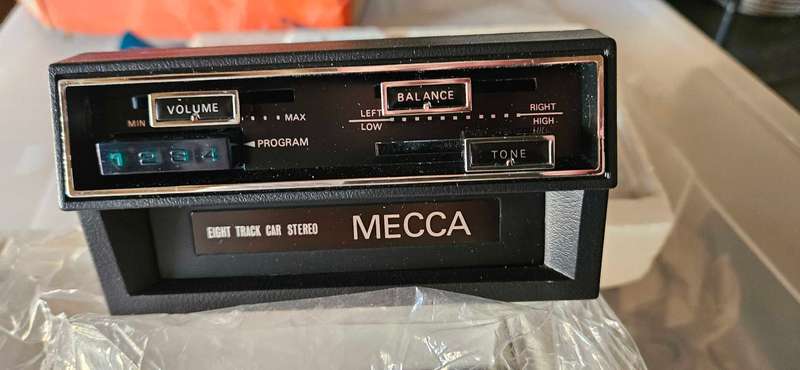 VOLUME
BALANCE
MIN
MAX
LEFT
RIGHT
LOW
HIGH
1 2 3 4
PROGRAM
TONE
EIGHT TRACK CAR STEREO
MECCA